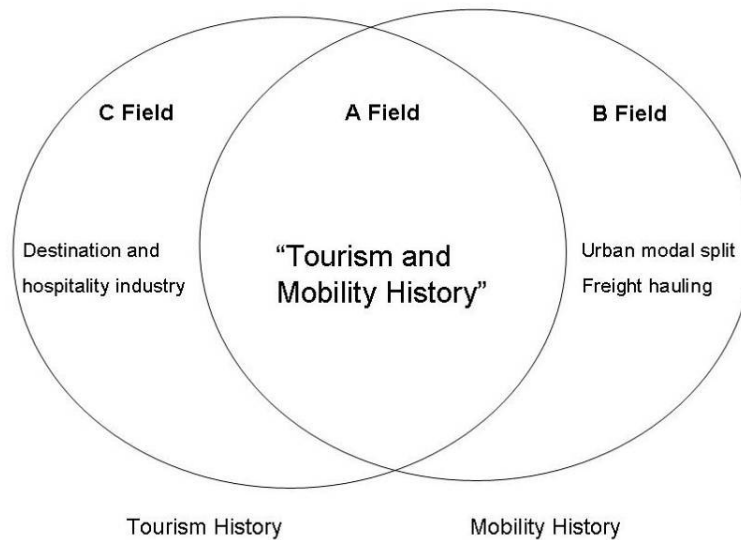 C Field
A Field
B Field
Destination and
hospitality industry
“Tourism and
Mobility History”
Urban modal split
Freight hauling
Tourism History
Mobility History